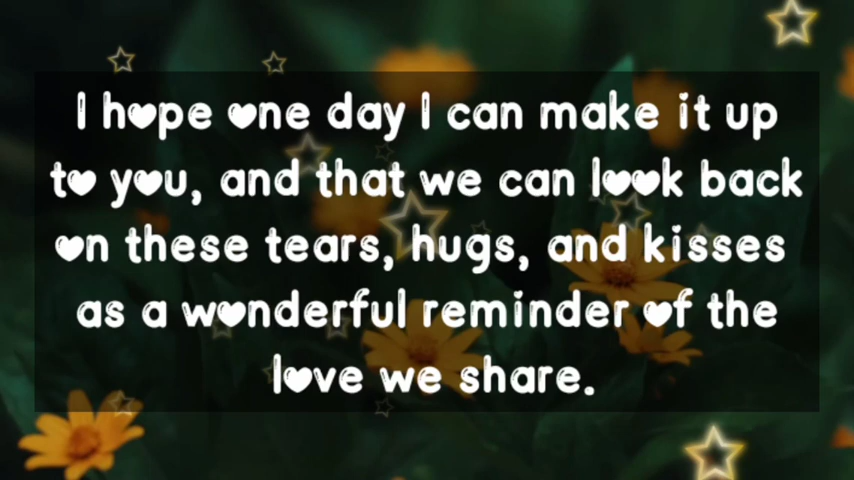 I hope one day I can make it up
to you, and that we can look back
on these tears, hugs, and kisses
as a wonderful reminder of the
love we share.